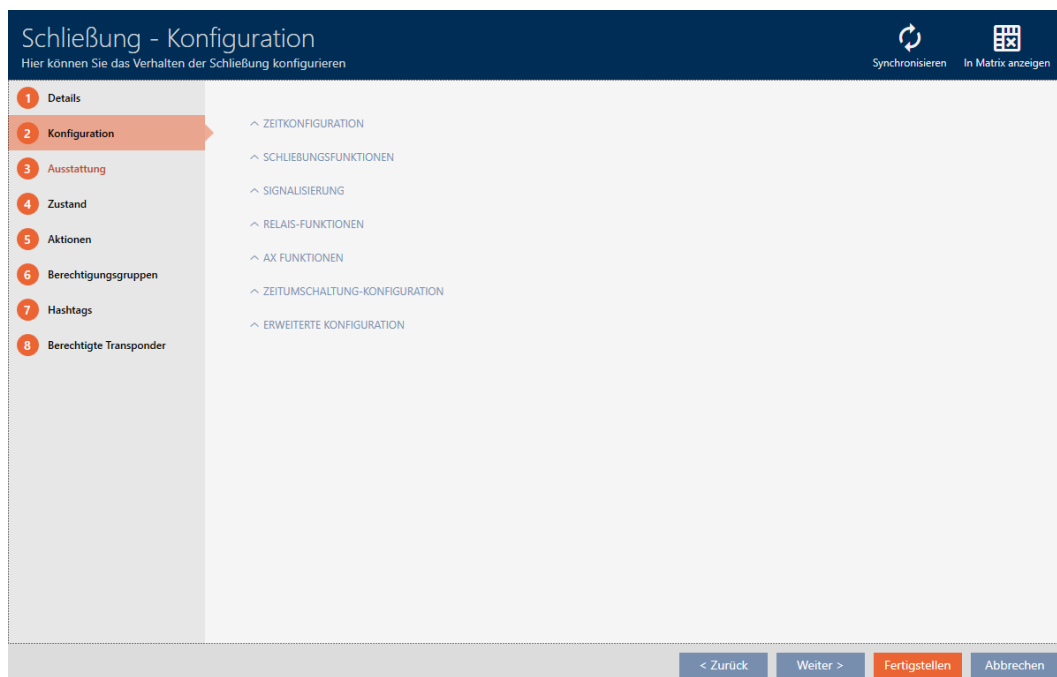 Schließung - Konfiguration
Hier können Sie das Verhalten der Schließung konfigurieren
Synchronisieren
In Matrix anzeigen
1 Details
2 Konfiguration
3 Ausstattung
4 Zustand
5 Aktionen
6 Berechtigungsgruppen
7 Hashtags
8 Berechtigte Transponder
ZEITKONFIGURATION
SCHLIEßUNGSFUNKTIONEN
SIGNALISIERUNG
RELAIS-FUNKTIONEN
AX FUNKTIONEN
ZEITUMSCHALTUNG-KONFIGURATION
ERWEITERTE KONFIGURATION
< Zurück
Weiter >
Fertigstellen
Abbrechen